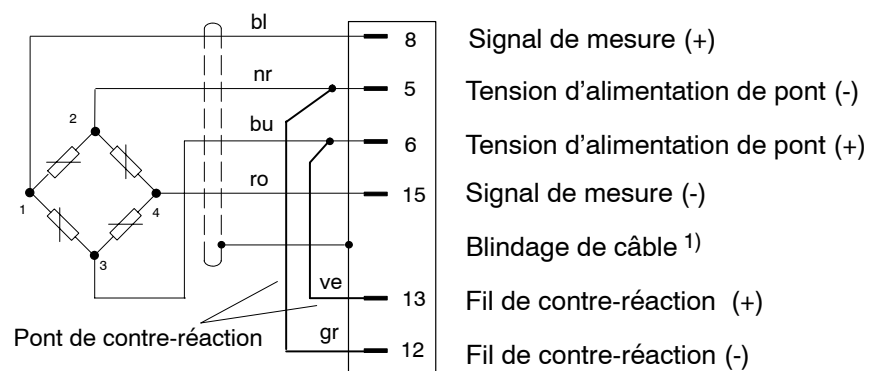 bl 8 Signal de mesure (+)
nr 5 Tension d'alimentation de pont (-)
2
bu 6 Tension d'alimentation de pont (+)
ro 15 Signal de mesure (-)
1 4
Blindage de câble 1)
3
ve 13 Fil de contre-réaction (+)
Pont de contre-réaction
gr 12 Fil de contre-réaction (-)